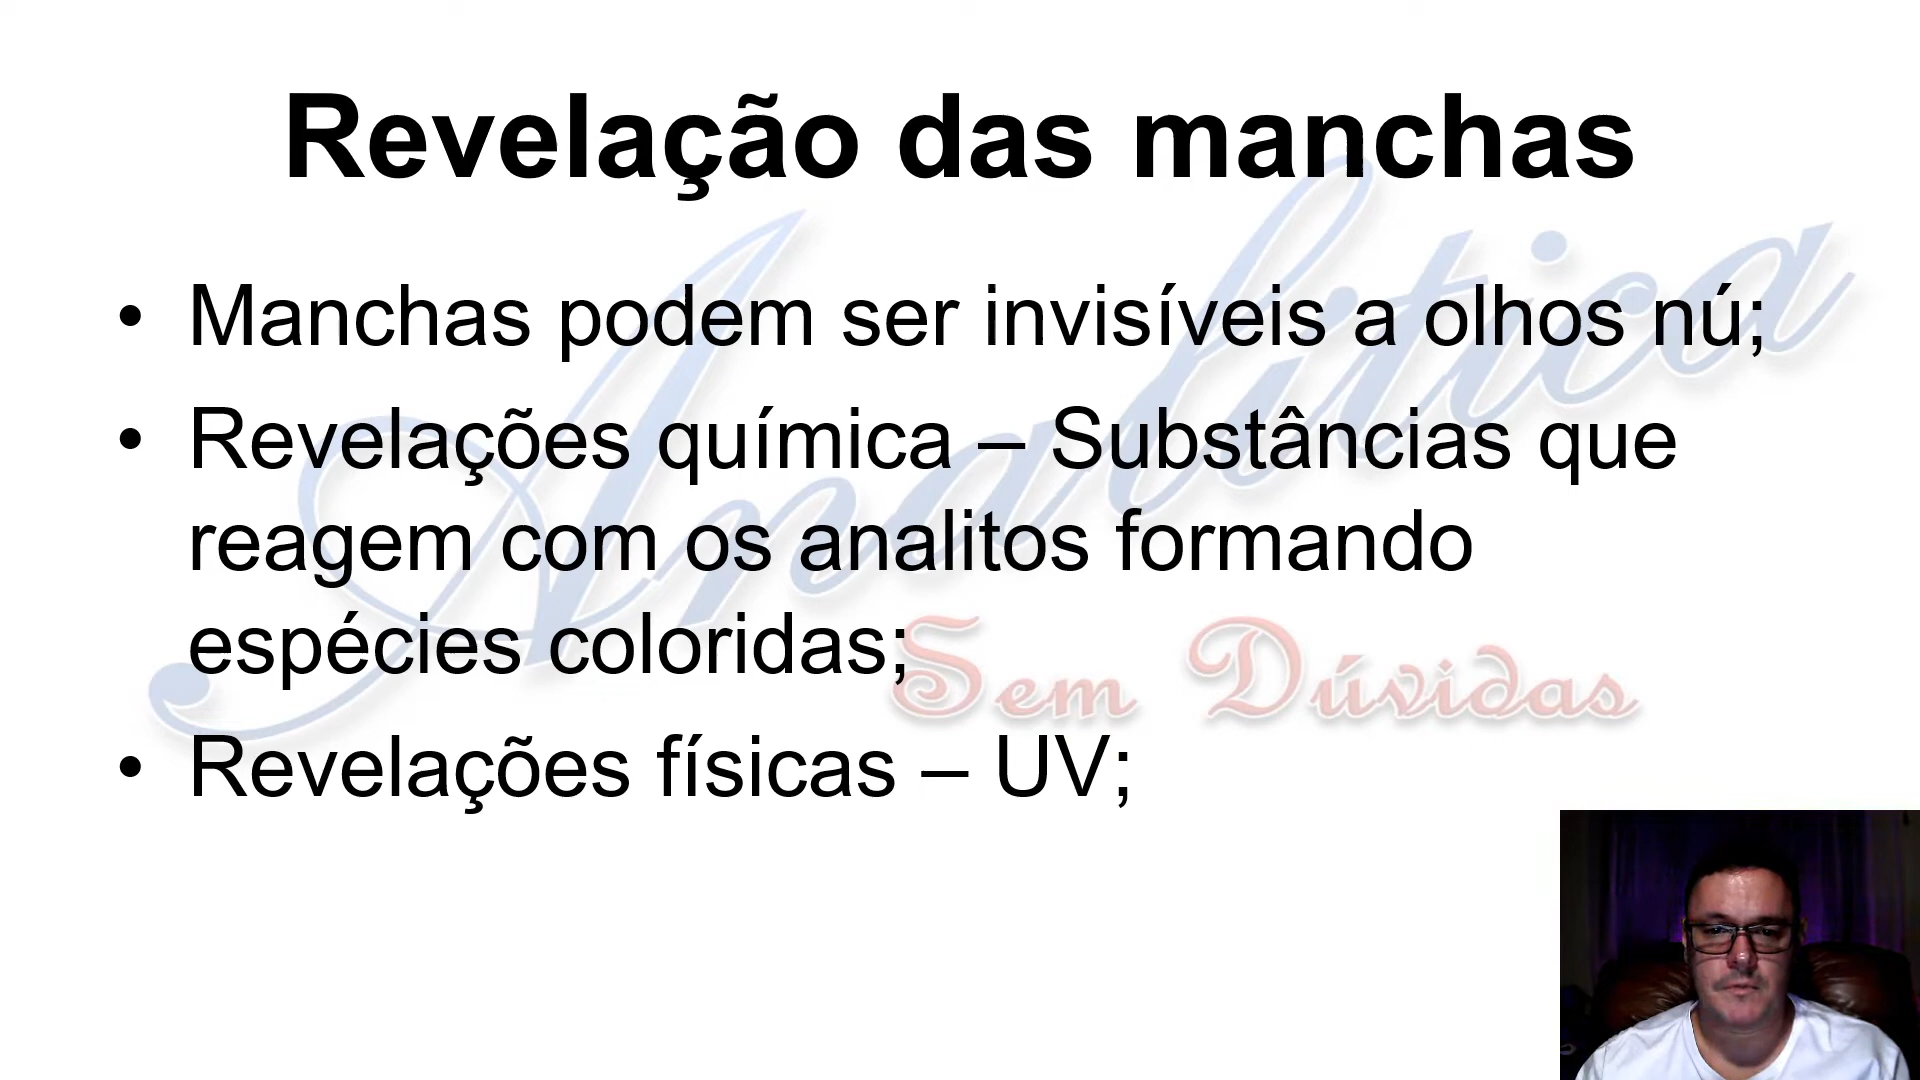 Revelação das manchas
• Manchas podem ser invisíveis a olhos nú;
• Revelações química – Substâncias que
reagem com os analitos formando
espécies coloridas;
• Revelações físicas – UV;
Analítica
Sem Dúvidas